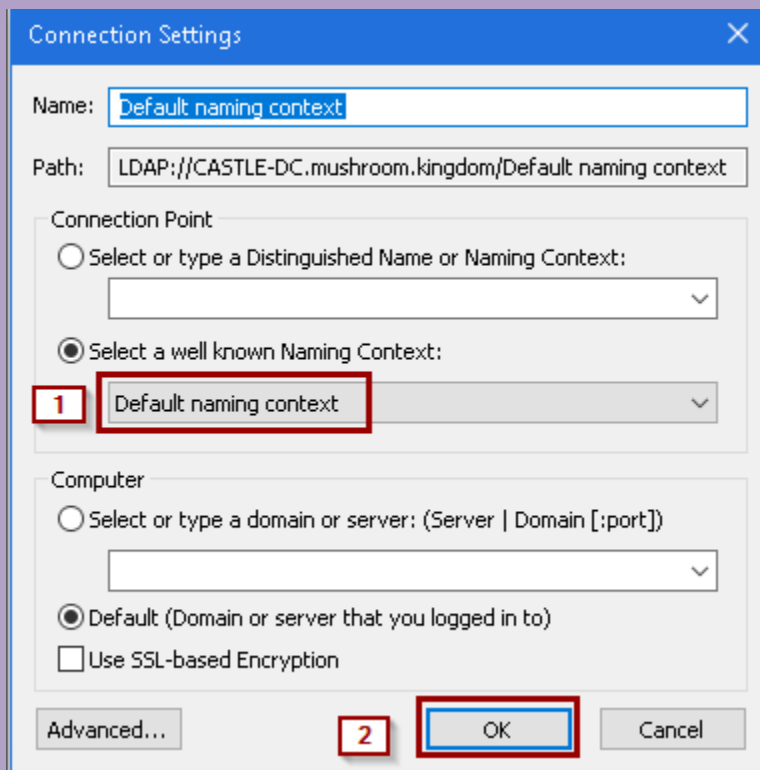 Connection Settings
Name: Default naming context
Path: LDAP://CASTLE-DC.mushroom.kingdom/Default naming context
Connection Point
Select or type a Distinguished Name or Naming Context:
Select a well known Naming Context:
1 Default naming context
Computer
Select or type a domain or server: (Server | Domain [:port])
Default (Domain or server that you logged in to)
Use SSL-based Encryption
Advanced... 2 OK Cancel